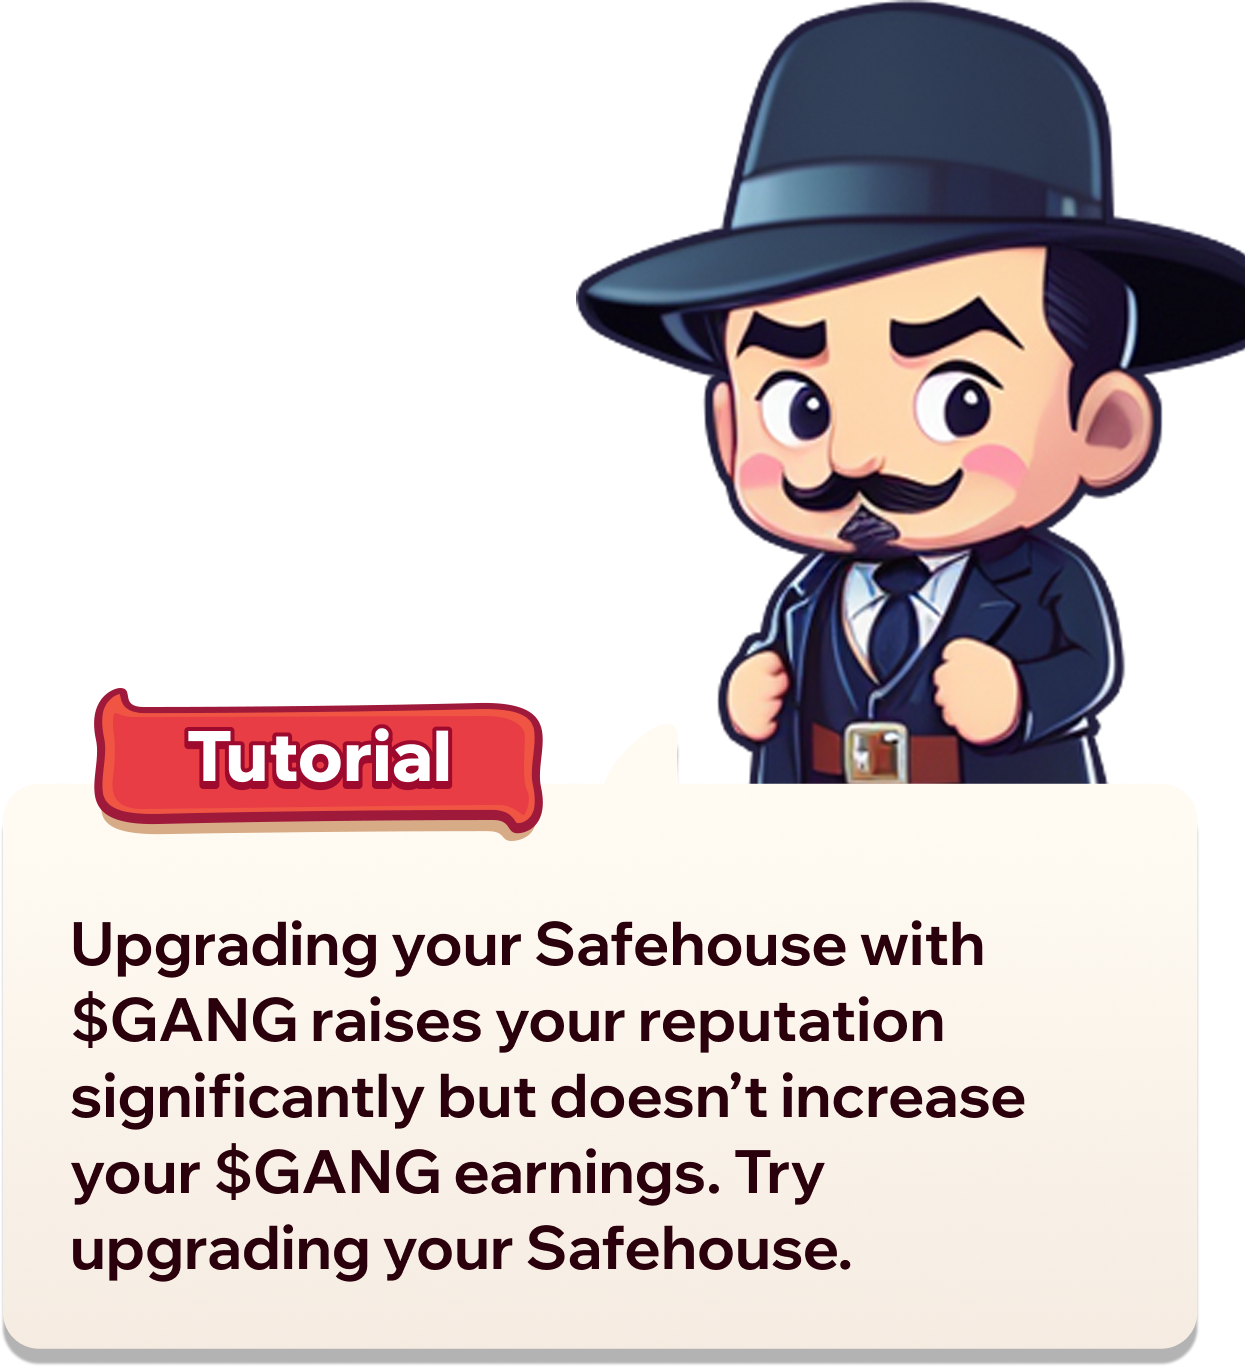 Tutorial
Upgrading your Safehouse with
$GANG raises your reputation
significantly but doesn’t increase
your $GANG earnings. Try
upgrading your Safehouse.